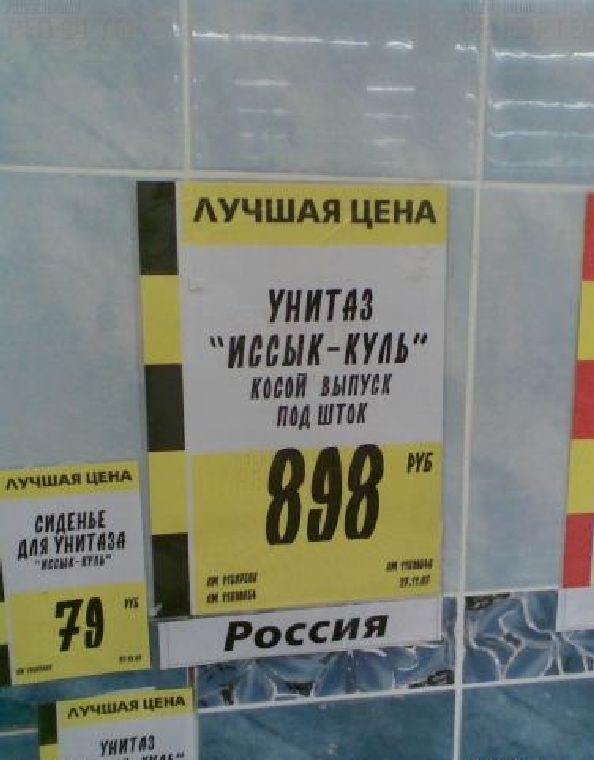 ЛУЧШАЯ ЦЕНА
УНИТАЗ
"ИССЫК-КУЛЬ"
КОСОЙ ВЫПУСК
ПОД ШТОК
898 РУБ
Россия
ЛУЧШАЯ ЦЕНА
СИДЕНЬЕ
ДЛЯ УНИТАЗА
"ИССЫК-КУЛЬ"
79 РУБ
ЛУЧШАЯ ЦЕНА
УНИТАЗ